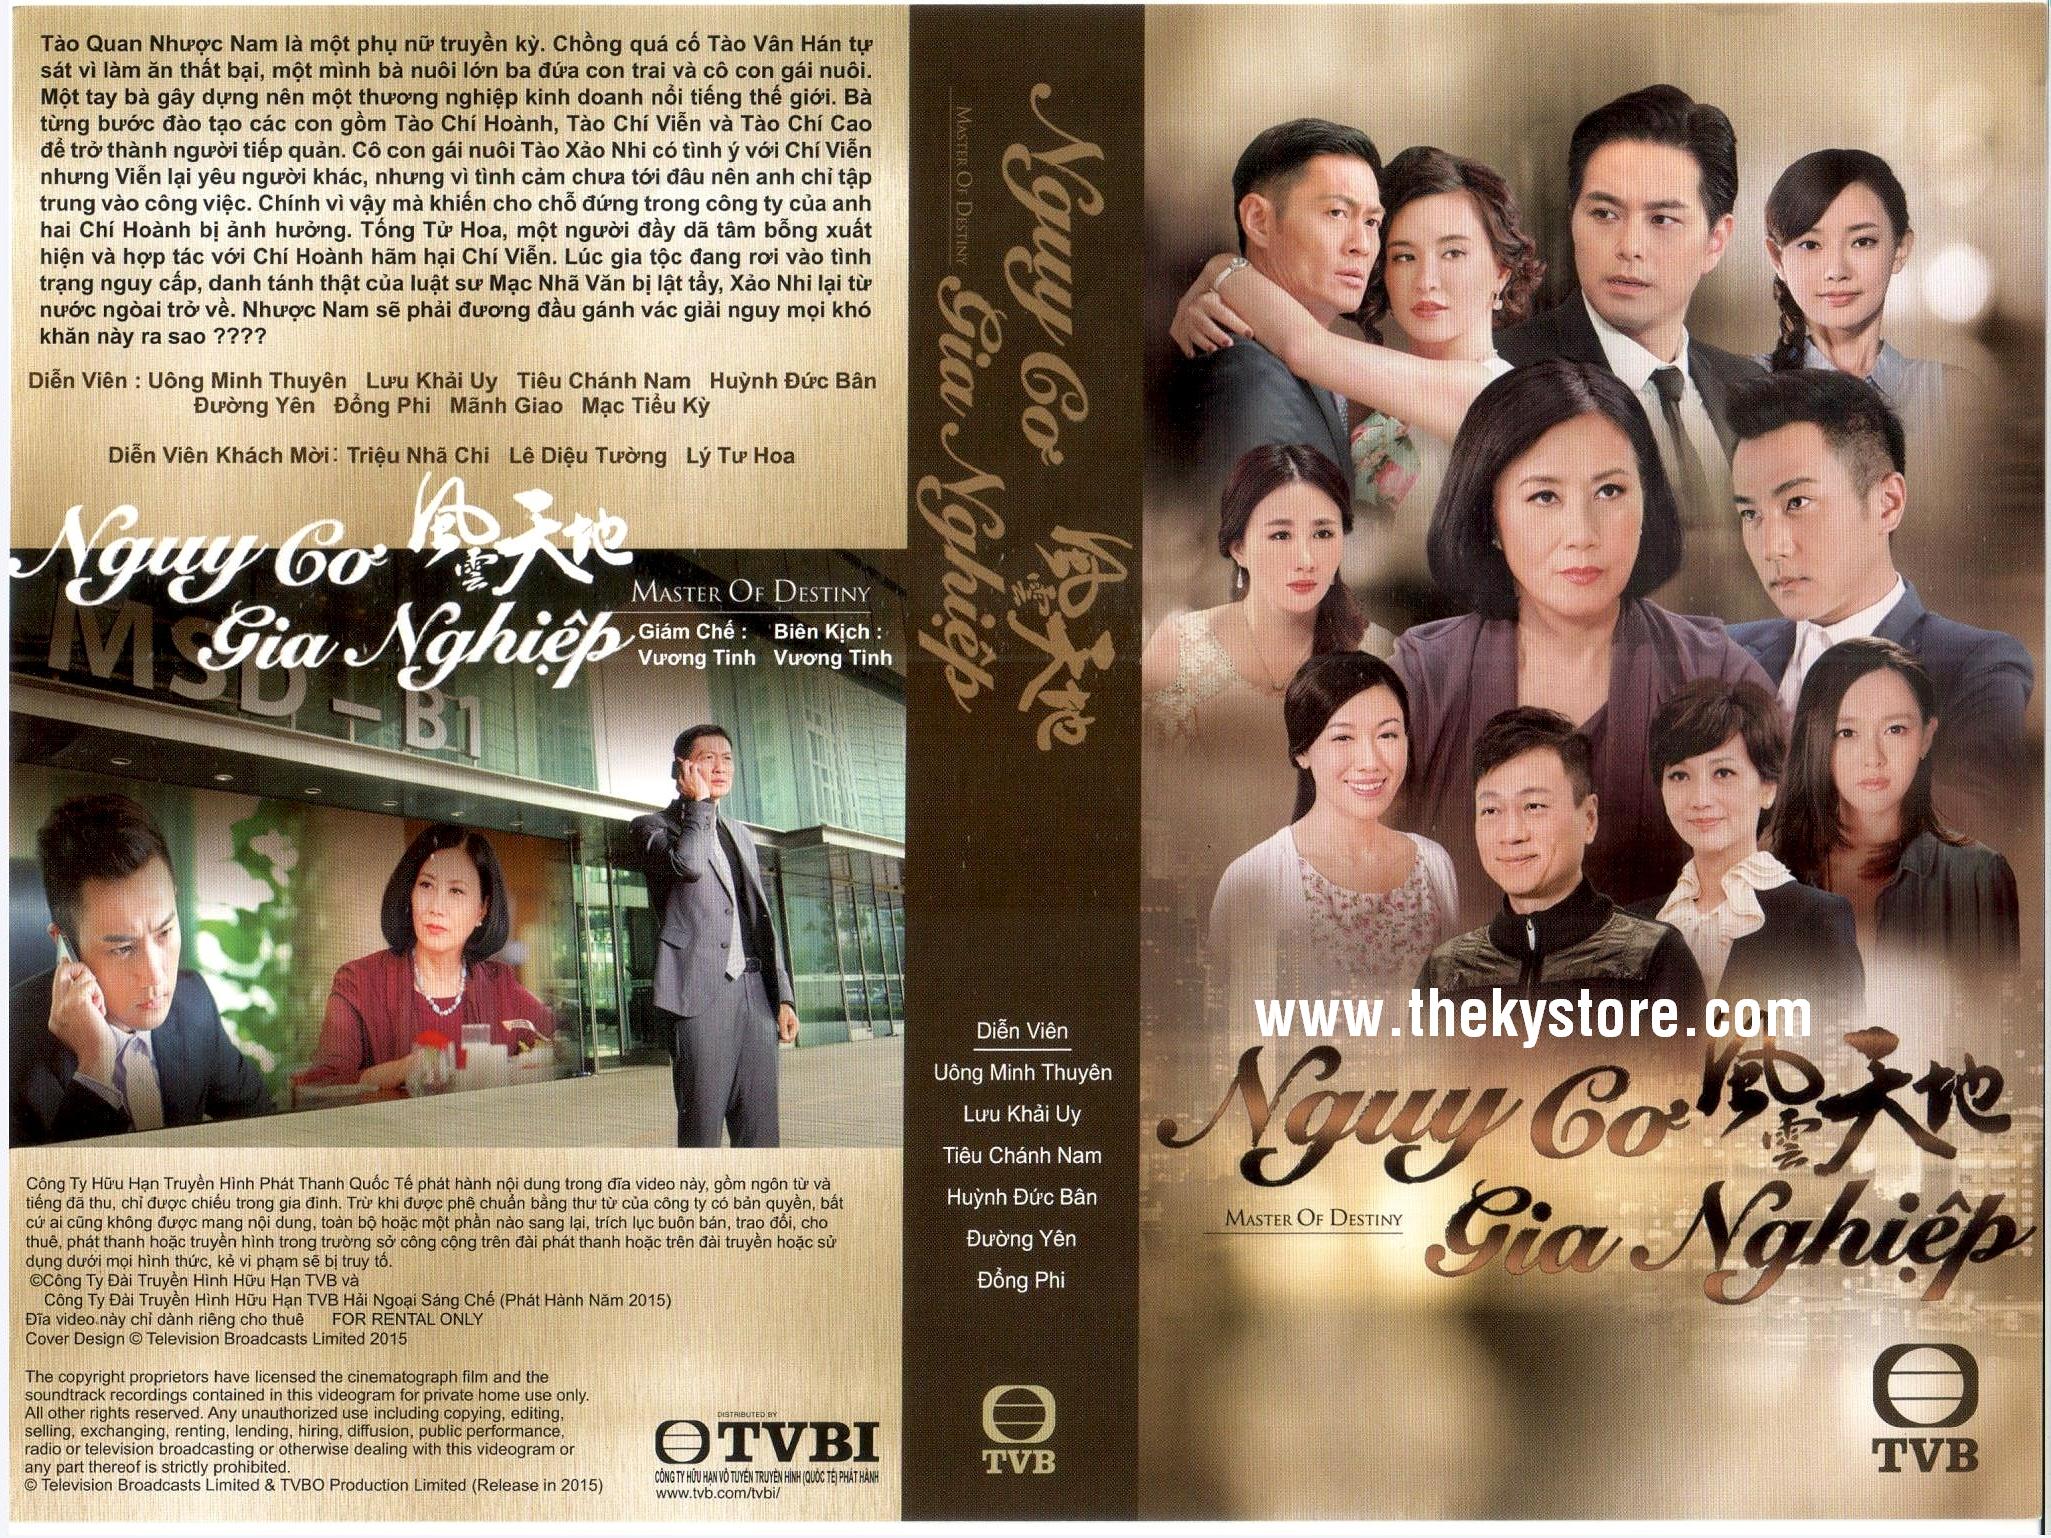 Tào Quan Nhược Nam là một phụ nữ truyền kỳ. Chồng quá cố Tào Vân Hán tự
sát vì làm ăn thất bại, một mình bà nuôi lớn ba đứa con trai và cô con gái nuôi.
Một tay bà gây dựng nên một thương nghiệp kinh doanh nổi tiếng thế giới. Bà
từng bước đào tạo các con gồm Tào Chí Hoành, Tào Chí Viễn và Tào Chí Cao
để trở thành người tiếp quản. Cô con gái nuôi Tào Xảo Nhi có tình ý với Chí Viễn
nhưng Viễn lại yêu người khác, nhưng vì tình cảm chưa tới đâu nên anh chỉ tập
trung vào công việc. Chính vì vậy mà khiến cho chỗ đứng trong công ty của anh
hai Chí Hoành bị ảnh hưởng. Tống Tử Hoa, một người đầy dã tâm bỗng xuất
hiện và hợp tác với Chí Hoành hãm hại Chí Viễn. Lúc gia tộc đang rơi vào tình
trạng nguy cấp, danh tánh thật của luật sư Mạc Nhã Văn bị lật tẩy, Xảo Nhi lại từ
nước ngoài trở về. Nhược Nam sẽ phải đương đầu gánh vác giải nguy mọi khó
khăn này ra sao ????
Diễn Viên : Uông Minh Thuyên Lưu Khải Uy Tiêu Chánh Nam Huỳnh Đức Bân
Đường Yên Đổng Phi Mãnh Giao Mạc Tiểu Kỳ
Diễn Viên Khách Mời: Triệu Nhã Chi Lê Diệu Tường Lý Tư Hoa
Nguy Cơ 風雲天地
Gia Nghiệp
MASTER OF DESTINY
Giám Chế : Biên Kịch :
Vương Tinh Vương Tinh
MSD-B1
Công Ty Hữu Hạn Truyền Hình Phát Thanh Quốc Tế phát hành nội dung trong đĩa video này, gồm ngôn từ và
tiếng đã thu, chỉ được chiếu trong gia đình. Trừ khi được phê chuẩn bằng thư từ của công ty có bản quyền, bất
cứ ai cũng không được mang nội dung, toàn bộ hoặc một phần nào sang lại, trích lục buôn bán, trao đổi, cho
thuê, phát thanh hoặc truyền hình trong trường sở công cộng trên đài phát thanh hoặc trên đài truyền hoặc sử
dụng dưới mọi hình thức, kẻ vi phạm sẽ bị truy tố.
©Công Ty Đài Truyền Hình Hữu Hạn TVB và
Công Ty Đài Truyền Hình Hữu Hạn TVB Hải Ngoại Sáng Chế (Phát Hành Năm 2015)
Đĩa video này chỉ dành riêng cho thuê FOR RENTAL ONLY
Cover Design © Television Broadcasts Limited 2015
The copyright proprietors have licensed the cinematograph film and the
soundtrack recordings contained in this videogram for private home use only.
All other rights reserved. Any unauthorized use including copying, editing,
selling, exchanging, renting, lending, hiring, diffusion, public performance,
radio or television broadcasting or otherwise dealing with this videogram or
any part thereof is strictly prohibited.
© Television Broadcasts Limited & TVBO Production Limited (Release in 2015)
DISTRIBUTED BY
TVBI
CÔNG TY HỮU HẠN VÔ TUYẾN TRUYỀN HÌNH (QUỐC TẾ) PHÁT HÀNH
www.tvb.com/tvbi/
Nguy Cơ 風雲天地
MASTER OF DESTINY
Gia Nghiệp
Diễn Viên
Uông Minh Thuyên
Lưu Khải Uy
Tiêu Chánh Nam
Huỳnh Đức Bân
Đường Yên
Đổng Phi
TVB
www.thekystore.com
Nguy Cơ 風雲天地
MASTER OF DESTINY
Gia Nghiệp
TVB